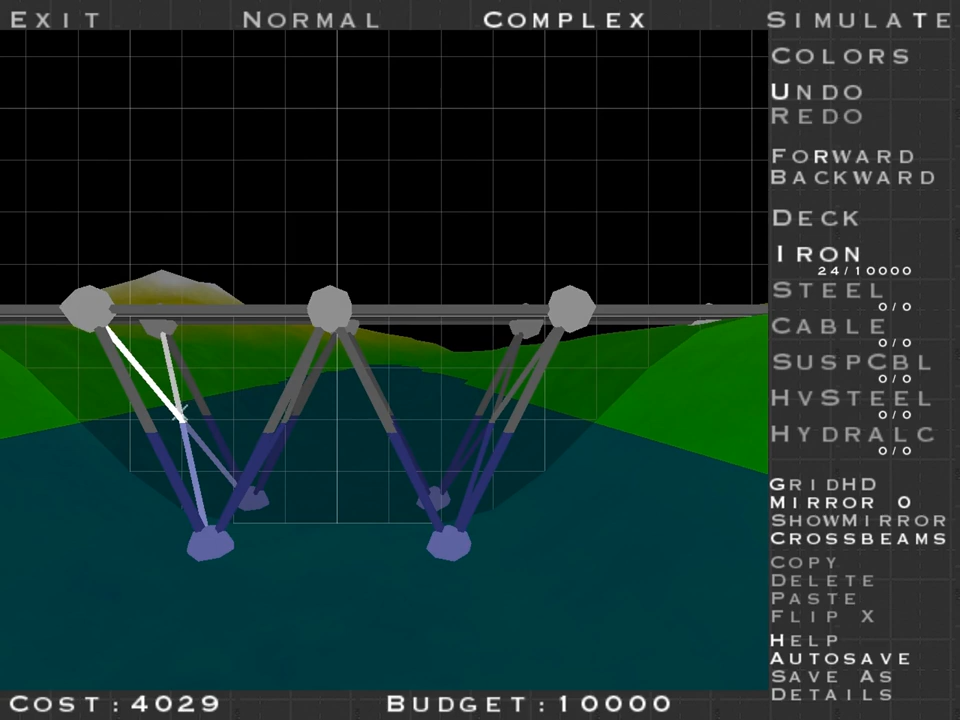 EXIT NORMAL COMPLEX SIMULATE
COLORS
UNDO
REDO
FORWARD
BACKWARD
DECK
IRON
24/10000
STEEL
0/0
CABLE
0/0
SUSPCBL
0/0
HVSTEEL
0/0
HYDRALC
0/0
GRIDHD
MIRROR 0
SHOWMIRROR
CROSSBEAMS
COPY
DELETE
PASTE
FLIP X
HELP
AUTOSAVE
SAVE AS
DETAILS
COST:4029 BUDGET:10000